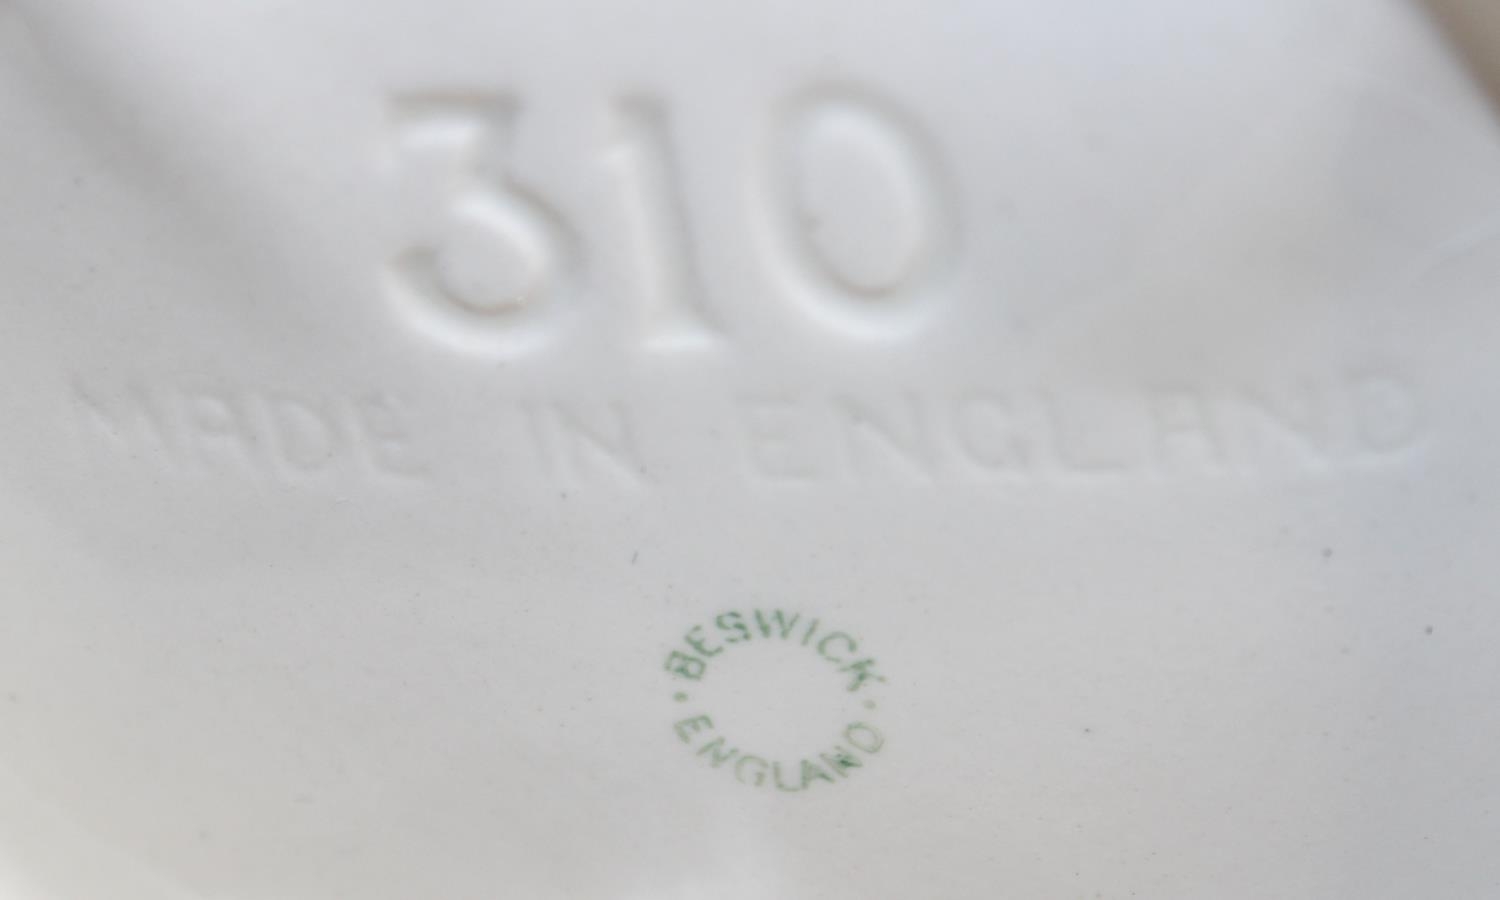 310
MADE IN ENGLAND
BESWICK
· ENGLAND ·